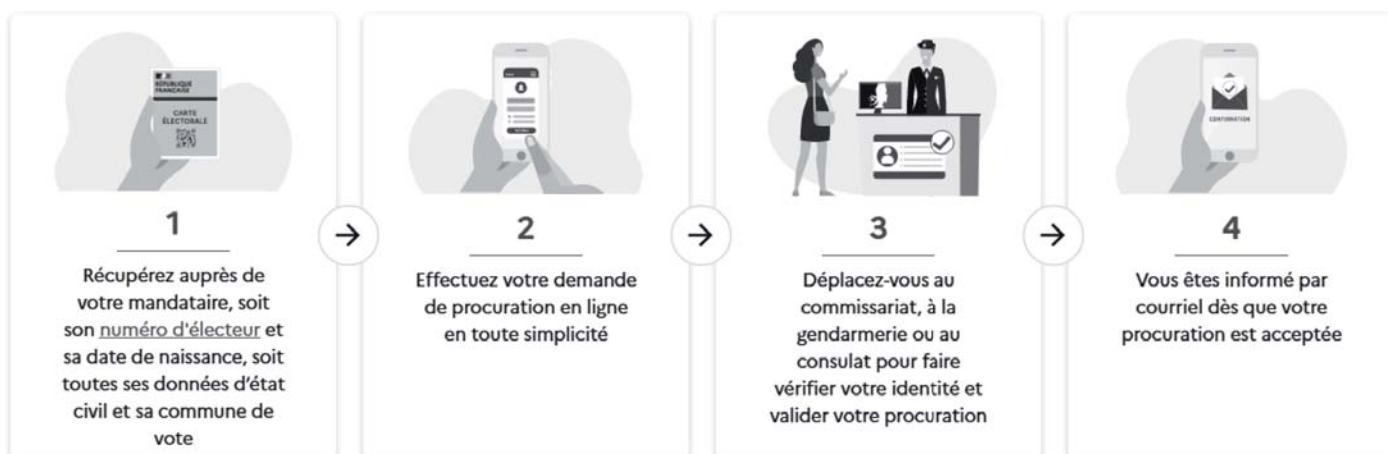 RÉPUBLIQUE
FRANÇAISE
CARTE
ÉLECTORALE
1
Récupérez auprès de
votre mandataire, soit
son numéro d'électeur et
sa date de naissance, soit
toutes ses données d'état
civil et sa commune de
vote
2
Effectuez votre demande
de procuration en ligne
en toute simplicité
3
Déplacez-vous au
commissariat, à la
gendarmerie ou au
consulat pour faire
vérifier votre identité et
valider votre procuration
CONFIRMATION
4
Vous êtes informé par
courriel dès que votre
procuration est acceptée